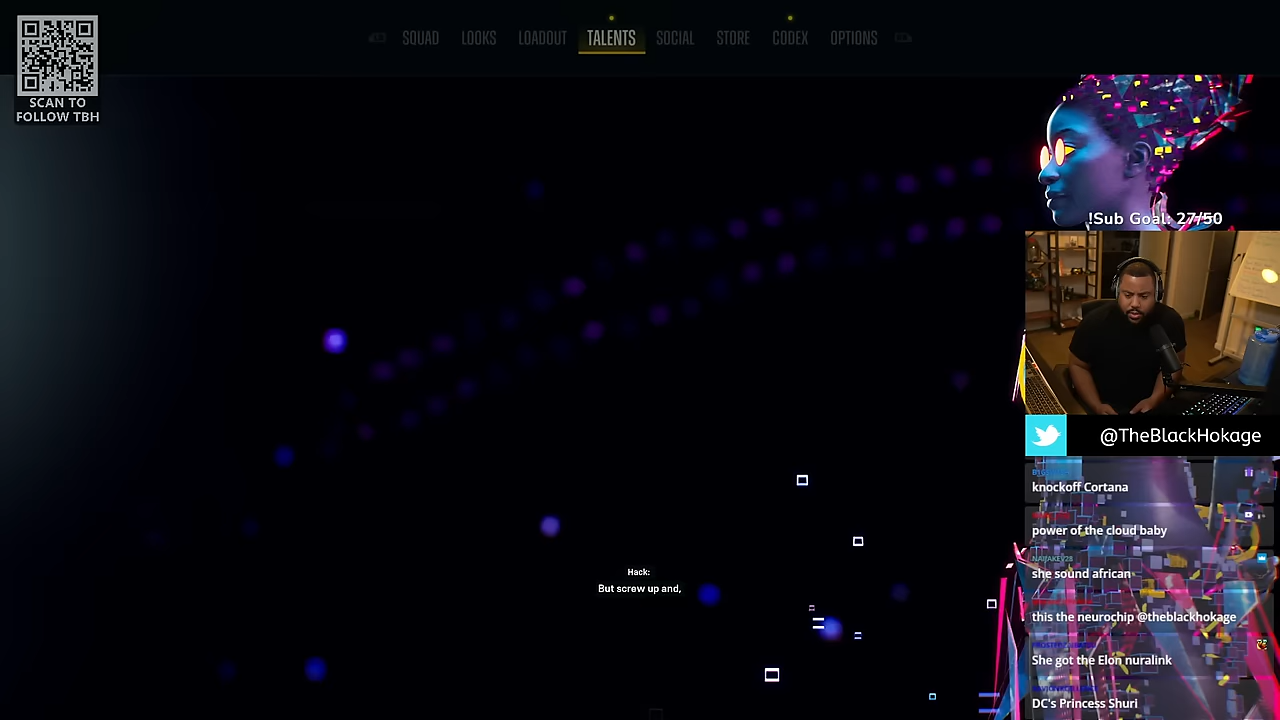 SQUAD LOOKS LOADOUT TALENTS SOCIAL STORE CODEX OPTIONS
SCAN TO
FOLLOW TBH
!Sub Goal: 27/50
@TheBlackHokage
knockoff Cortana
power of the cloud baby
NAIJAKEY28
she sound african
this the neurochip @theblackhokage
She got the Elon nuralink
DC's Princess Shuri
Hack:
But screw up and,